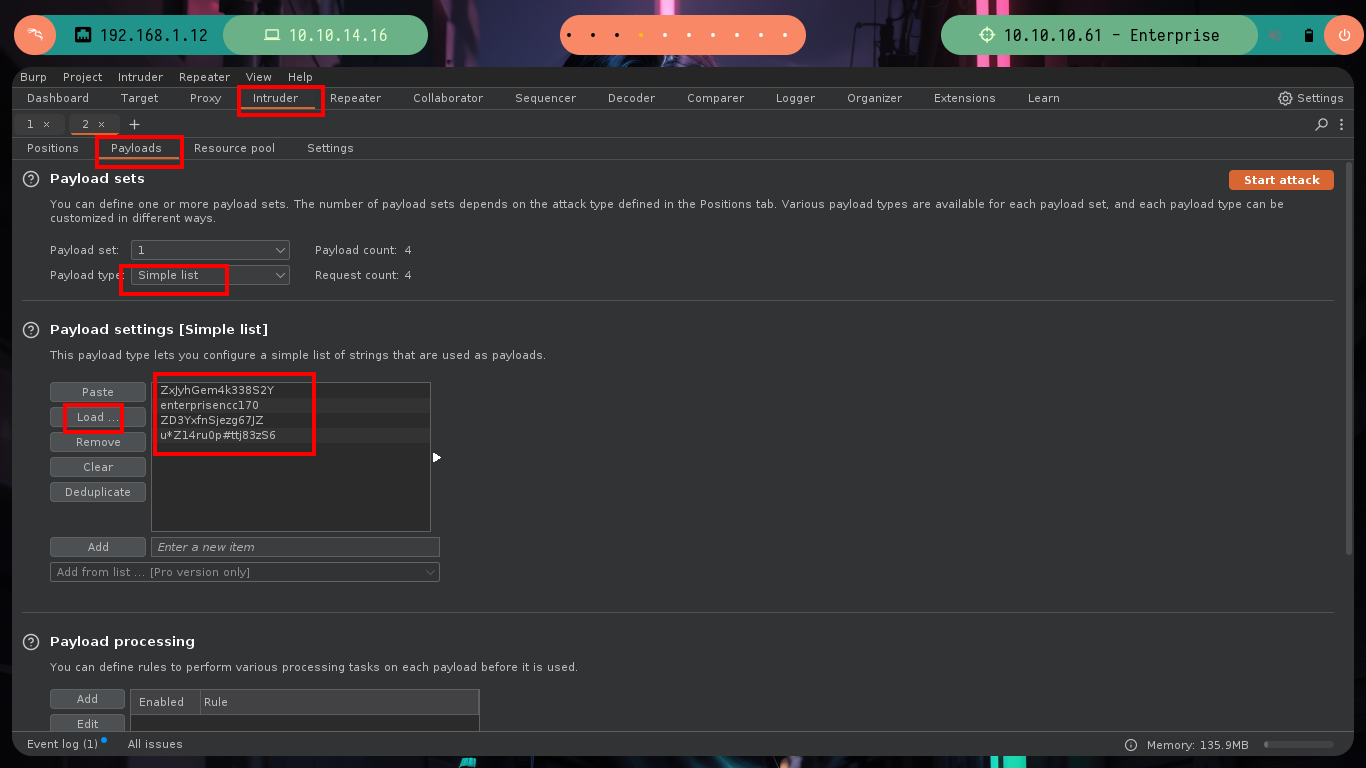 192.168.1.12 10.10.14.16 10.10.10.61 - Enterprise
Burp Project Intruder Repeater View Help
Dashboard Target Proxy Intruder Repeater Collaborator Sequencer Decoder Comparer Logger Organizer Extensions Learn Settings
1 × 2 × +
Positions Payloads Resource pool Settings
Payload sets Start attack
You can define one or more payload sets. The number of payload sets depends on the attack type defined in the Positions tab. Various payload types are available for each payload set, and each payload type can be
customized in different ways.
Payload set: 1 Payload count: 4
Payload type: Simple list Request count: 4
Payload settings [Simple list]
This payload type lets you configure a simple list of strings that are used as payloads.
Paste ZxJyhGem4k338S2Y
enterprisencc170
Load ... ZD3YxfnSjezg67JZ
u*Z14ru0p#ttj83zS6
Remove
Clear
Deduplicate
Add Enter a new item
Add from list ... [Pro version only]
Payload processing
You can define rules to perform various processing tasks on each payload before it is used.
Add Enabled Rule
Edit
Event log (1) All issues Memory: 135.9MB